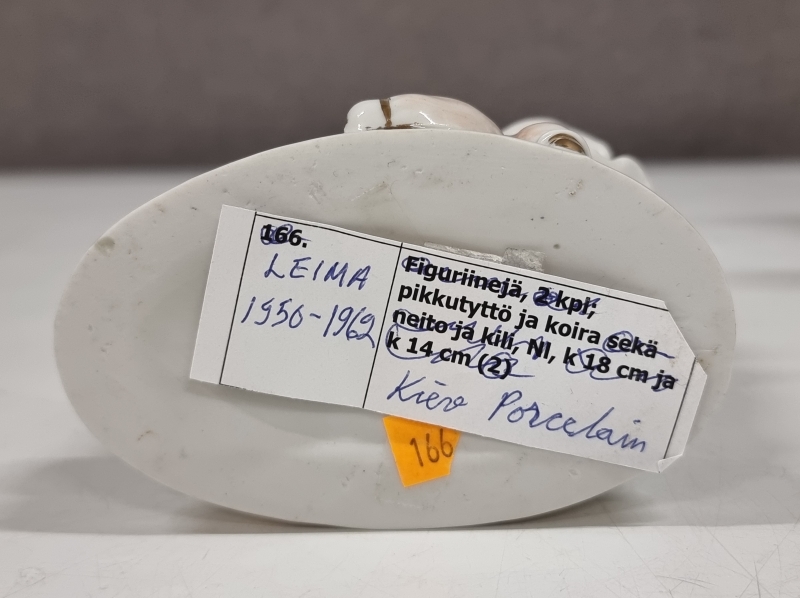 166.
LEIMA
1950-1962
Figuriinejä, 2 kpl,
pikkutyttö ja koira sekä
neito ja kili, Nl, k 18 cm ja
k 14 cm (2)
Kiev Porcelain
166